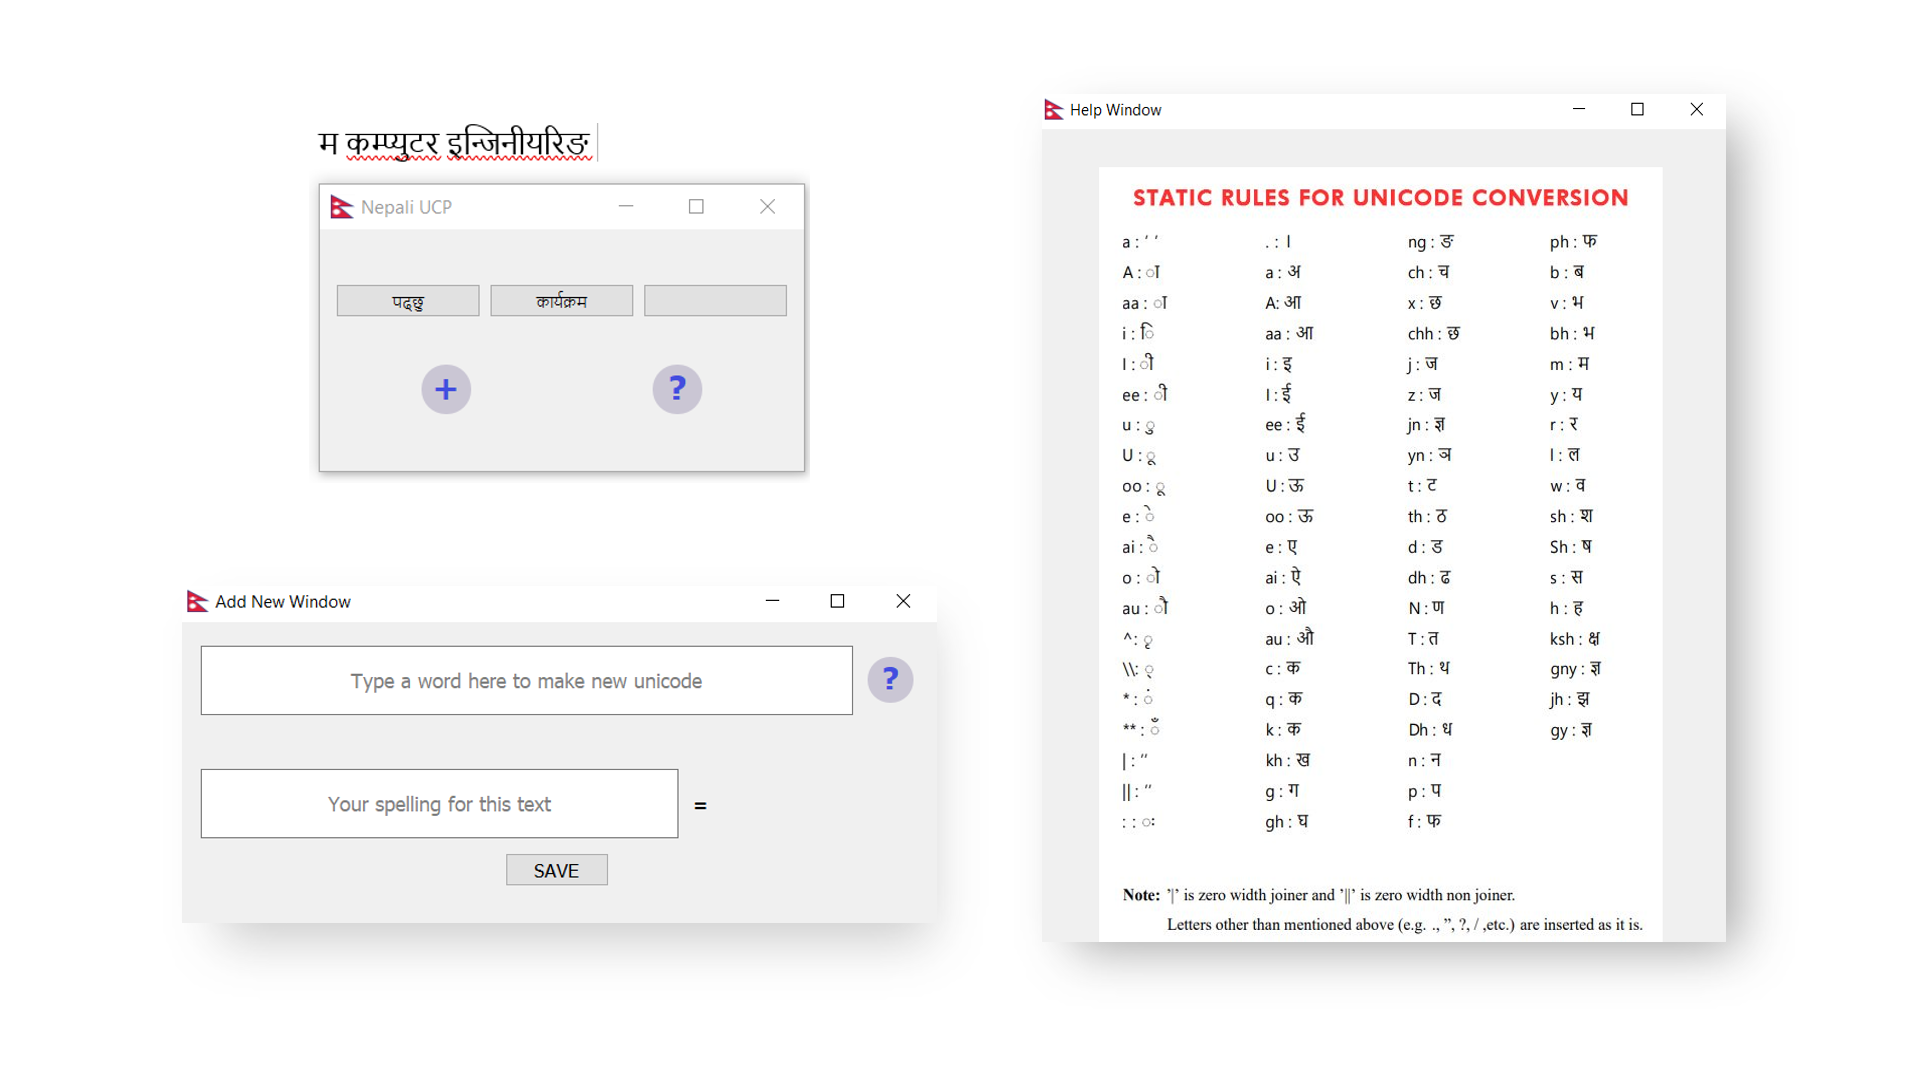 म कम्प्युटर इन्जिनीयरिङ
Nepali UCP
पढ्छु कार्यक्रम
+ ?
Add New Window
Type a word here to make new unicode
?
Your spelling for this text =
SAVE
Help Window
STATIC RULES FOR UNICODE CONVERSION
a : ‘ ’
A : ा
aa : ा
i : ि
I : ी
ee : ी
u : ु
U : ू
oo : ू
e : े
ai : ै
o : ो
au : ौ
^ : ृ
\\: ्
* : ं
** : ँ
| : ‘’
|| : ‘’
: : ः
. : ।
a : अ
A: आ
aa : आ
i : इ
I : ई
ee : ई
u : उ
U : ऊ
oo : ऊ
e : ए
ai : ऐ
o : ओ
au : औ
c : क
q : क
k : क
kh : ख
g : ग
gh : घ
ng : ङ
ch : च
x : छ
chh : छ
j : ज
z : ज
jn : ज्ञ
yn : ञ
t : ट
th : ठ
d : ड
dh : ढ
N : ण
T : त
Th : थ
D : द
Dh : ध
n : न
p : प
f : फ
ph : फ
b : ब
v : भ
bh : भ
m : म
y : य
r : र
l : ल
w : व
sh : श
Sh : ष
s : स
h : ह
ksh : क्ष
gny : ज्ञ
jh : झ
gy : ज्ञ
Note: ’|’ is zero width joiner and ’||’ is zero width non joiner.
Letters other than mentioned above (e.g. ., ”, ?, / ,etc.) are inserted as it is.